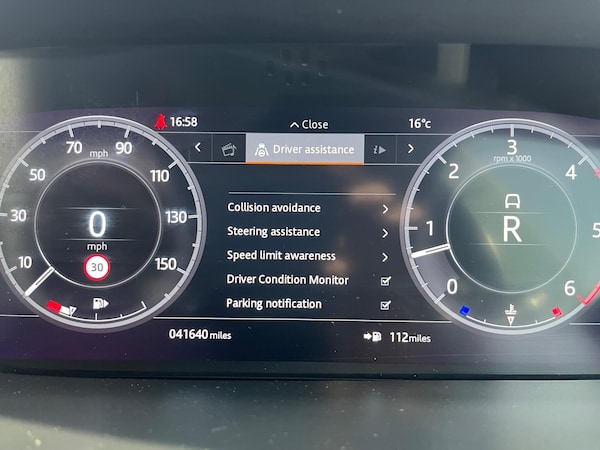 16:58
Close
16°c
Driver assistance
i
70
90
mph
50
110
30
130
10
150
0
mph
30
Collision avoidance
Steering assistance
Speed limit awareness
Driver Condition Monitor
Parking notification
3
rpm x 1000
2
4
1
5
0
6
R
041640 miles
112 miles